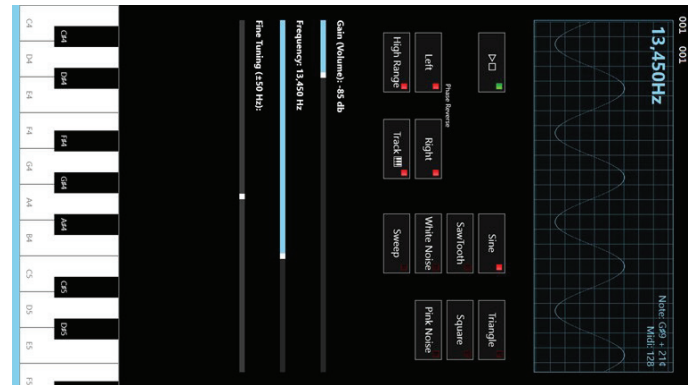 001 001
13,450Hz
Note: G#9 + 21¢
Midi: 128
▷□
Sine
Triangle
Phase Reverse
SawTooth
Square
Left
Right
White Noise
Pink Noise
High Range
Track
Sweep
Gain (Volume): -85 db
Frequency: 13,450 Hz
Fine Tuning (±50 Hz):
C#4 D#4 F#4 G#4 A#4 C#5 D#5
C4 D4 E4 F4 G4 A4 B4 C5 D5 E5 F5